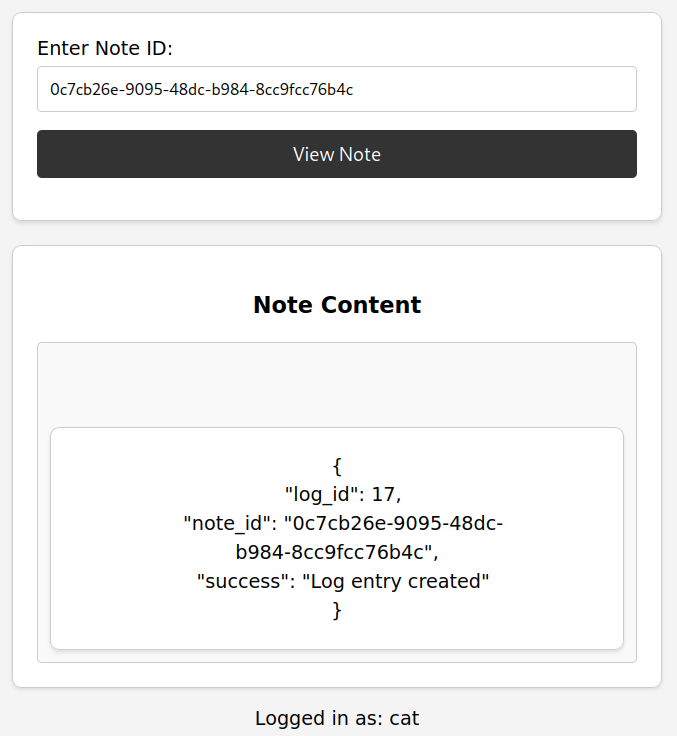 Enter Note ID:
0c7cb26e-9095-48dc-b984-8cc9fcc76b4c
View Note
Note Content
{
"log_id": 17,
"note_id": "0c7cb26e-9095-48dc-
b984-8cc9fcc76b4c",
"success": "Log entry created"
}
Logged in as: cat